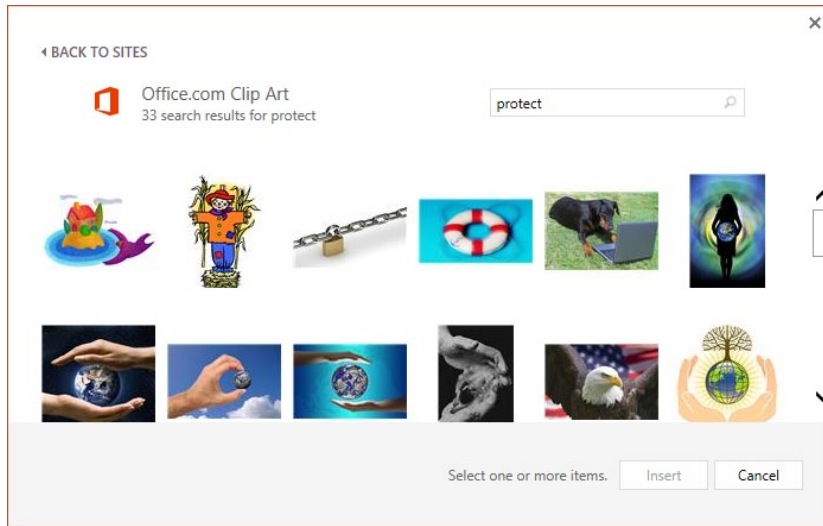 BACK TO SITES
Office.com Clip Art
33 search results for protect
protect
Select one or more items.
Insert
Cancel